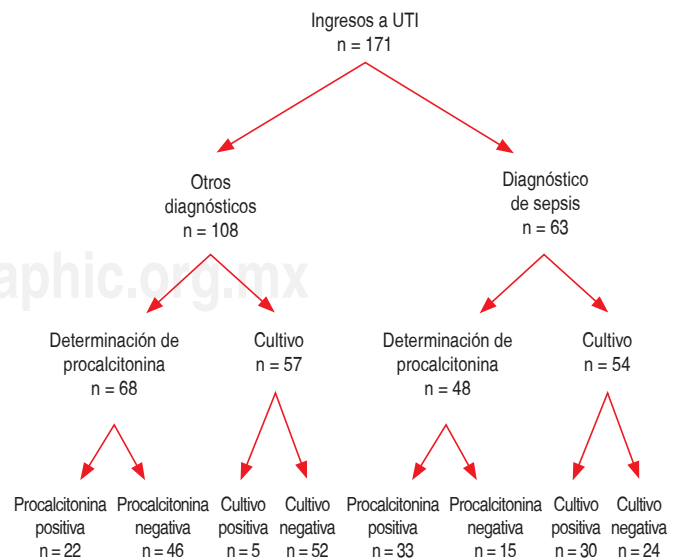 Ingresos a UTI
n = 171
Otros
diagnósticos
n = 108
Diagnóstico
de sepsis
n = 63
aphic.org.mx
Determinación de
procalcitonina
n = 68
Cultivo
n = 57
Determinación de
procalcitonina
n = 48
Cultivo
n = 54
Procalcitonina
positiva
n = 22
Procalcitonina
negativa
n = 46
Cultivo
positiva
n = 5
Cultivo
negativa
n = 52
Procalcitonina
positiva
n = 33
Procalcitonina
negativa
n = 15
Cultivo
positiva
n = 30
Cultivo
negativa
n = 24